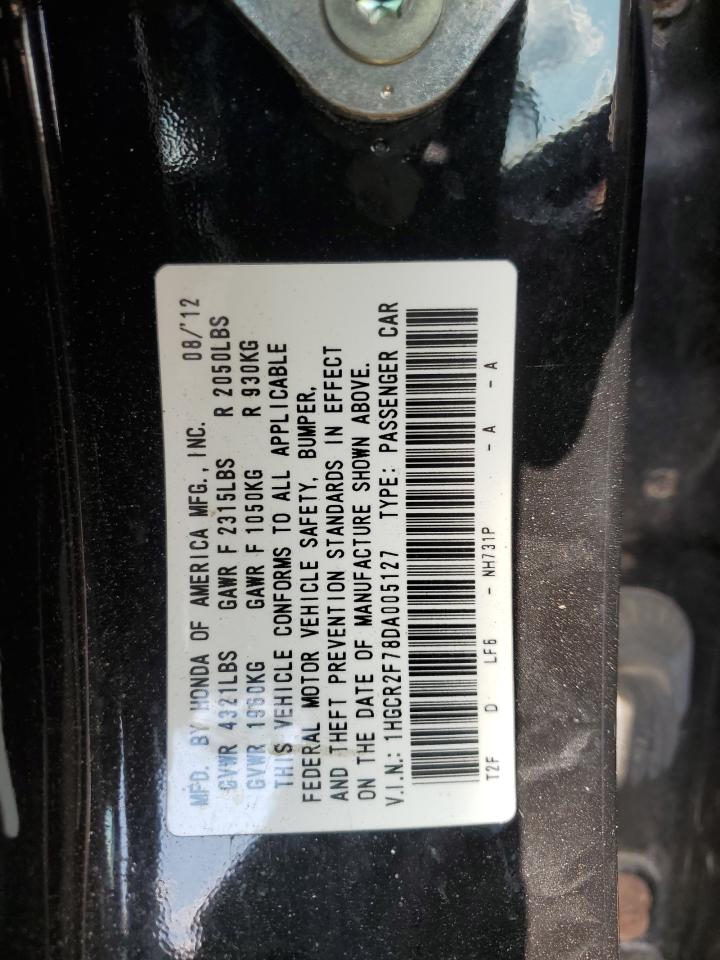 MFD. BY HONDA OF AMERICA MFG., INC. 08/'12
GVWR 4321LBS GAWR F 2315LBS R 2050LBS
GVWR 1960KG GAWR F 1050KG R 930KG
THIS VEHICLE CONFORMS TO ALL APPLICABLE
FEDERAL MOTOR VEHICLE SAFETY, BUMPER,
AND THEFT PREVENTION STANDARDS IN EFFECT
ON THE DATE OF MANUFACTURE SHOWN ABOVE.
V.I.N.: 1HGCR2F78DA005127 TYPE: PASSENGER CAR
T2F D LF6 - NH731P - A - A